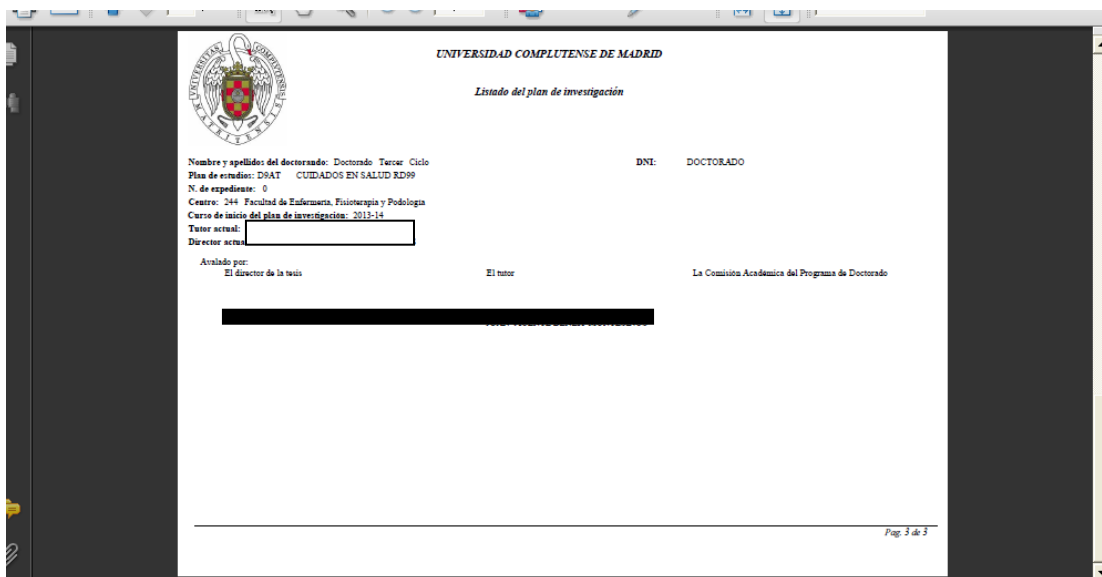 UNIVERSIDAD COMPLUTENSE DE MADRID
Listado del plan de investigación
Nombre y apellidos del doctorando: Doctorado Tercer Ciclo DNI: DOCTORADO
Plan de estudios: D9AT CUIDADOS EN SALUD RD99
N. de expediente: 0
Centro: 244 Facultad de Enfermería, Fisioterapia y Podología
Curso de inicio del plan de investigación: 2013-14
Tutor actual:
Director actua
Avalado por:
El director de la tesis El tutor La Comisión Académica del Programa de Doctorado
Pag. 3 de 3